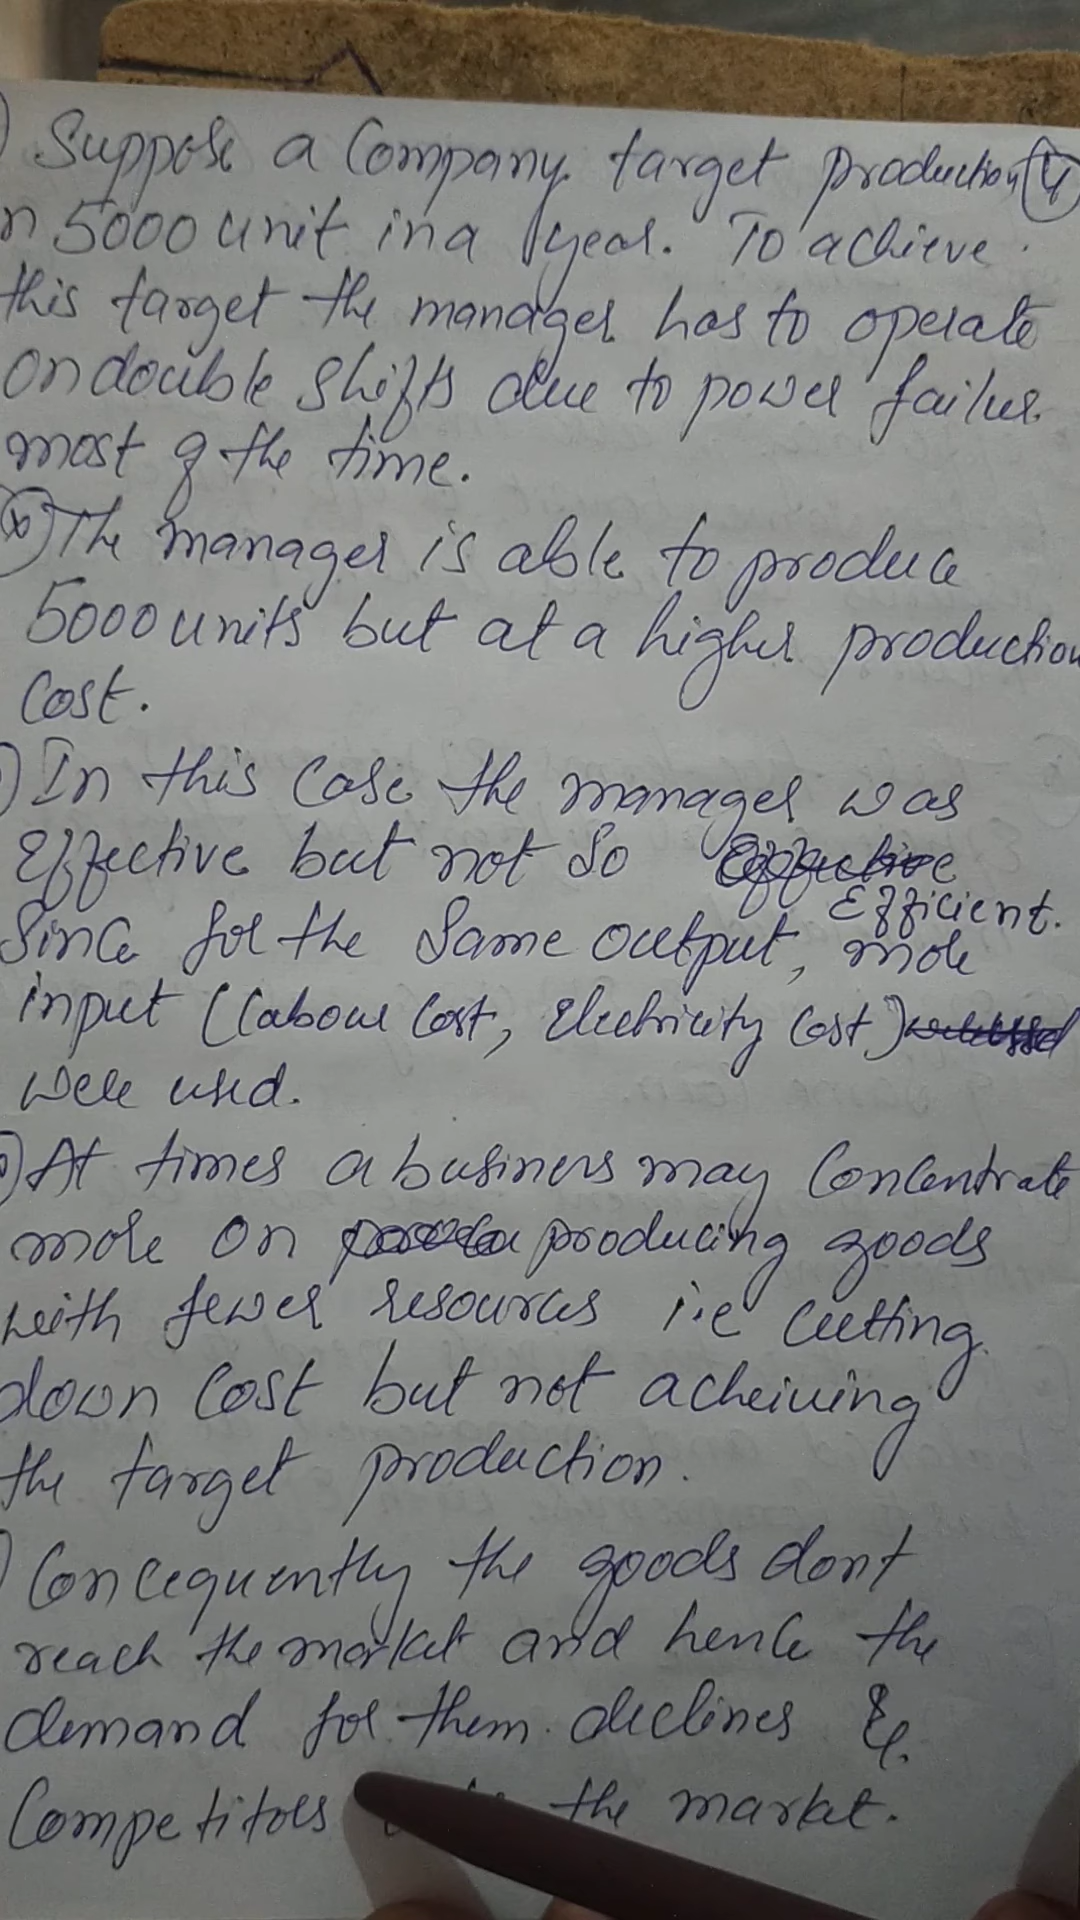 Suppose a Company target production 4
n 5000 unit in a year. To achieve
this target the manager has to operate
on double shifts due to power failure
most of the time.
The manager is able to produce
5000 units but at a higher production
Cost.
In this case the manager was
Effective but not so Effective
Efficient.
Since for the Same output, more
input (labour Cost, Electricity Cost)
were used.
At times a business may Concentrate
more on producing goods
with fewer resources i.e cutting
down Cost but not acheiving
the target production.
Concequently the goods dont
reach the market and hence the
demand for them declines &
Competitors the market.